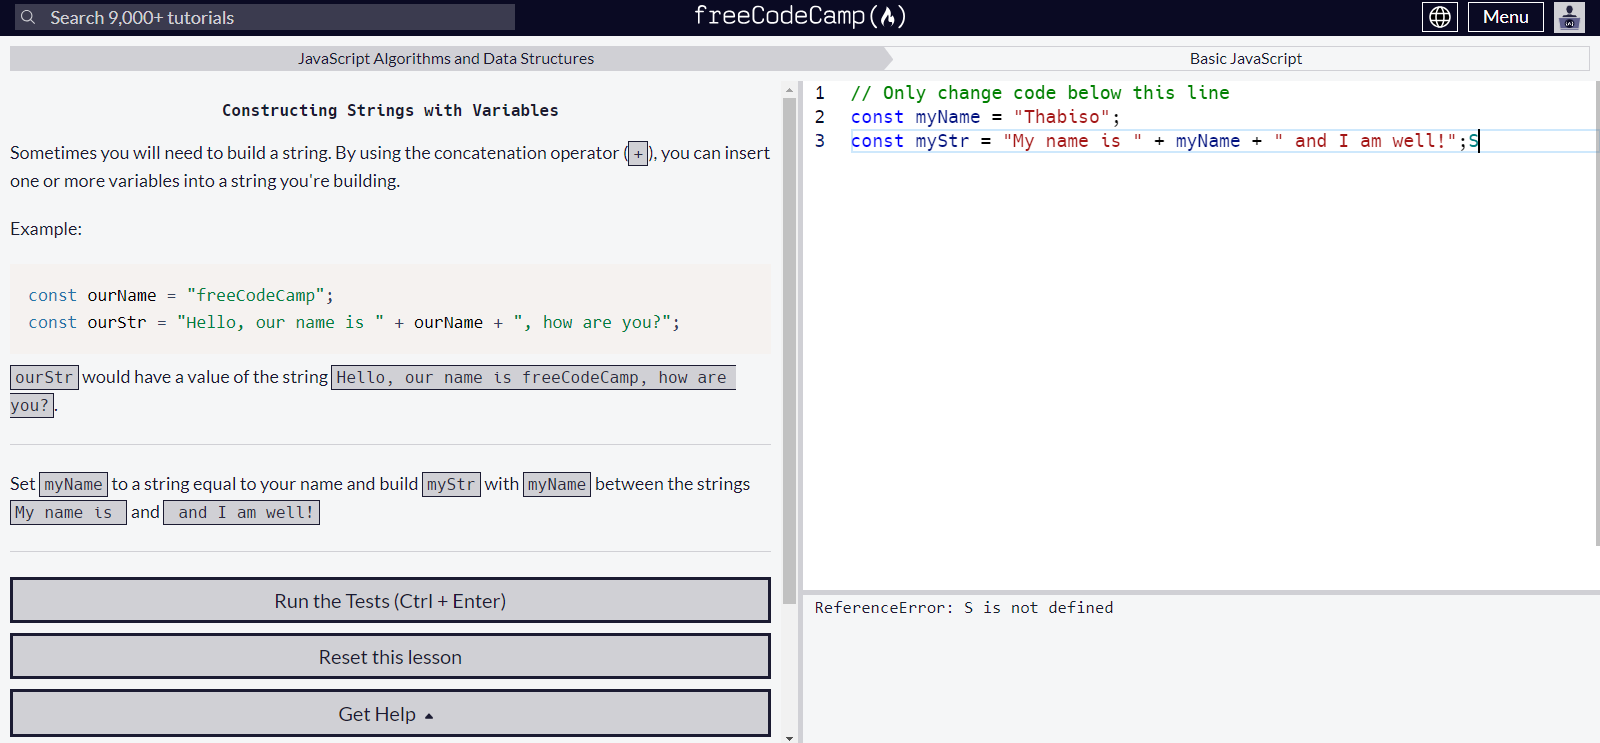 Search 9,000+ tutorials
freeCodeCamp(🔥)
Menu
JavaScript Algorithms and Data Structures
Basic JavaScript
Constructing Strings with Variables
Sometimes you will need to build a string. By using the concatenation operator (+), you can insert
one or more variables into a string you're building.
Example:
const ourName = "freeCodeCamp";
const ourStr = "Hello, our name is " + ourName + ", how are you?";
ourStr would have a value of the string Hello, our name is freeCodeCamp, how are
you?.
Set myName to a string equal to your name and build myStr with myName between the strings
My name is and and I am well!
Run the Tests (Ctrl + Enter)
Reset this lesson
Get Help
1 // Only change code below this line
2 const myName = "Thabiso";
3 const myStr = "My name is " + myName + " and I am well!";S
ReferenceError: S is not defined